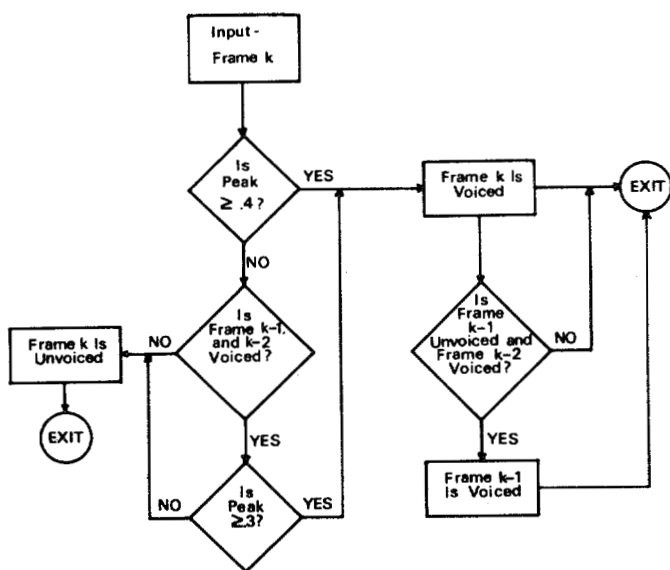 Input -
Frame k
Is
Peak
≥ .4?
YES
NO
Frame k Is
Voiced
EXIT
Is
Frame k-1,
and k-2
Voiced?
NO
Frame k Is
Unvoiced
EXIT
YES
Is
Peak
≥.3?
NO
YES
Is
Frame
k-1
Unvoiced and
Frame k-2
Voiced?
NO
YES
Frame k-1
Is Voiced